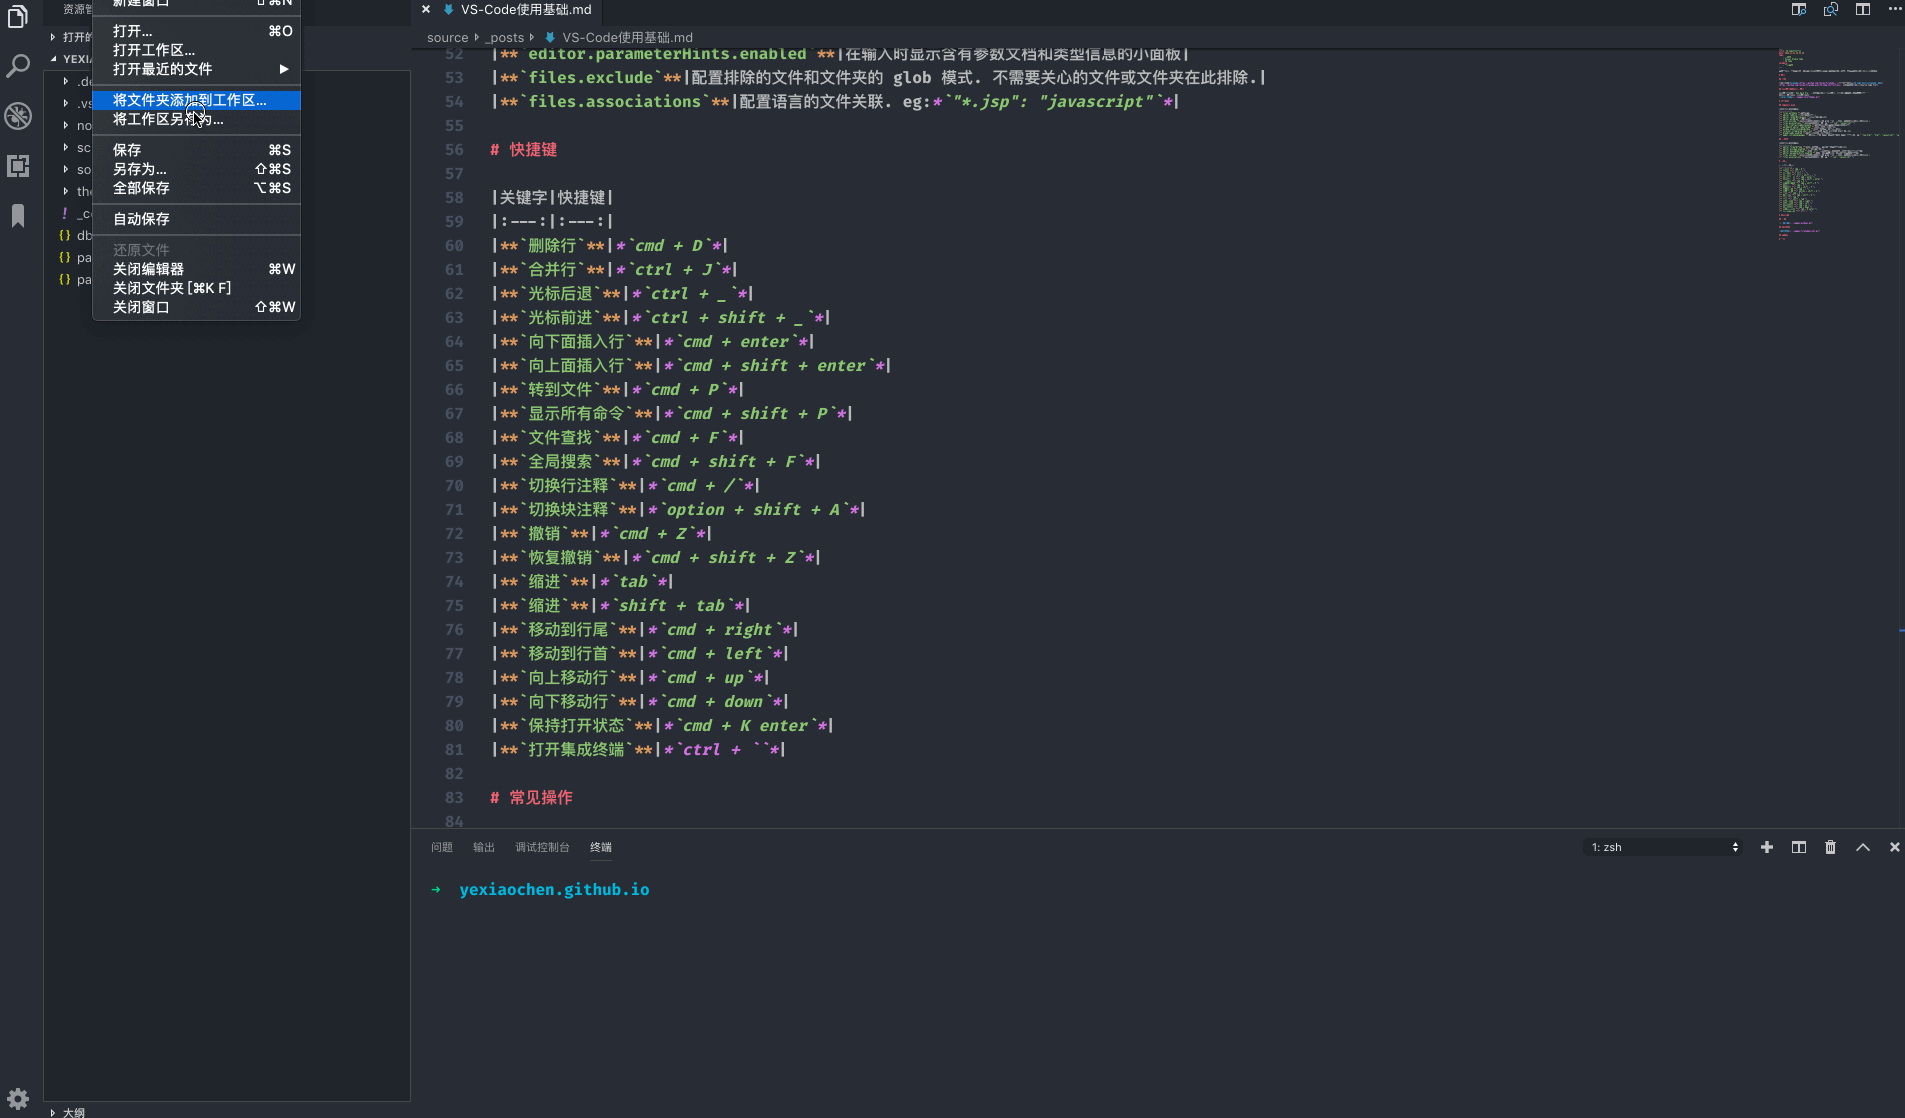 资源管
打开的
YEXIA
.de
.vs
no
sc
so
the
! _co
{} db
{} pa
{} pa
大纲
新建窗口 ⇧⌘N
打开... ⌘O
打开工作区...
打开最近的文件 ▶
将文件夹添加到工作区...
将工作区另存为...
保存 ⌘S
另存为... ⇧⌘S
全部保存 ⌥⌘S
自动保存
还原文件
关闭编辑器 ⌘W
关闭文件夹 [⌘K F]
关闭窗口 ⇧⌘W
VS-Code使用基础.md
source _posts VS-Code使用基础.md
52 |**`editor.parameterHints.enabled`**|在输入时显示含有参数文档和类型信息的小面板|
53 |**`files.exclude`**|配置排除的文件和文件夹的 glob 模式. 不需要关心的文件或文件夹在此排除.|
54 |**`files.associations`**|配置语言的文件关联. eg:*`"*.jsp": "javascript"`*|
55
56 # 快捷键
57
58 |关键字|快捷键|
59 |:---:|:---:|
60 |**`删除行`**|*`cmd + D`*|
61 |**`合并行`**|*`ctrl + J`*|
62 |**`光标后退`**|*`ctrl + _`*|
63 |**`光标前进`**|*`ctrl + shift + _`*|
64 |**`向下面插入行`**|*`cmd + enter`*|
65 |**`向上面插入行`**|*`cmd + shift + enter`*|
66 |**`转到文件`**|*`cmd + P`*|
67 |**`显示所有命令`**|*`cmd + shift + P`*|
68 |**`文件查找`**|*`cmd + F`*|
69 |**`全局搜索`**|*`cmd + shift + F`*|
70 |**`切换行注释`**|*`cmd + /`*|
71 |**`切换块注释`**|*`option + shift + A`*|
72 |**`撤销`**|*`cmd + Z`*|
73 |**`恢复撤销`**|*`cmd + shift + Z`*|
74 |**`缩进`**|*`tab`*|
75 |**`缩进`**|*`shift + tab`*|
76 |**`移动到行尾`**|*`cmd + right`*|
77 |**`移动到行首`**|*`cmd + left`*|
78 |**`向上移动行`**|*`cmd + up`*|
79 |**`向下移动行`**|*`cmd + down`*|
80 |**`保持打开状态`**|*`cmd + K enter`*|
81 |**`打开集成终端`**|*`ctrl + ``*|
82
83 # 常见操作
84
问题 输出 调试控制台 终端
1: zsh
→ yexiaochen.github.io